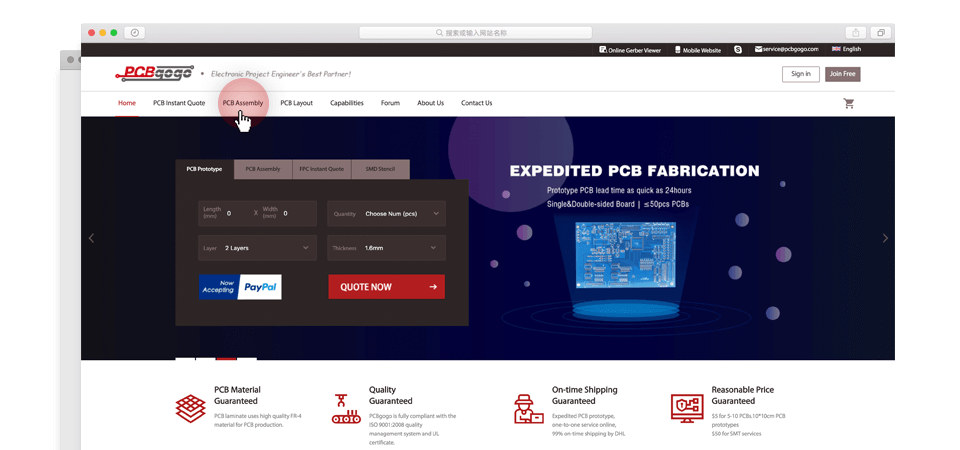 搜索或输入网站名称
Online Gerber Viewer Mobile Website service@pcbgogo.com English
PCBgogo • Electronic Project Engineer's Best Partner!
Sign in Join Free
Home PCB Instant Quote PCB Assembly PCB Layout Capabilities Forum About Us Contact Us
PCB Prototype PCB Assembly FPC Instant Quote SMD Stencil
Length (mm) 0 X Width (mm) 0 Quantity Choose Num (pcs)
Layer 2 Layers Thickness 1.6mm
Now Accepting PayPal QUOTE NOW →
EXPEDITED PCB FABRICATION
Prototype PCB lead time as quick as 24hours
Single&Double-sided Board | ≤50pcs PCBs
PCB Material
Guaranteed
PCB laminate uses high quality FR-4
material for PCB production.
Quality
Guaranteed
PCBgogo is fully compliant with the
ISO 9001:2008 quality
management system and UL
certificate.
On-time Shipping
Guaranteed
Expedited PCB prototype,
one-to-one service online,
99% on-time shipping by DHL
Reasonable Price
Guaranteed
$5 for 5-10 PCBs,10*10cm PCB
prototypes
$50 for SMT services